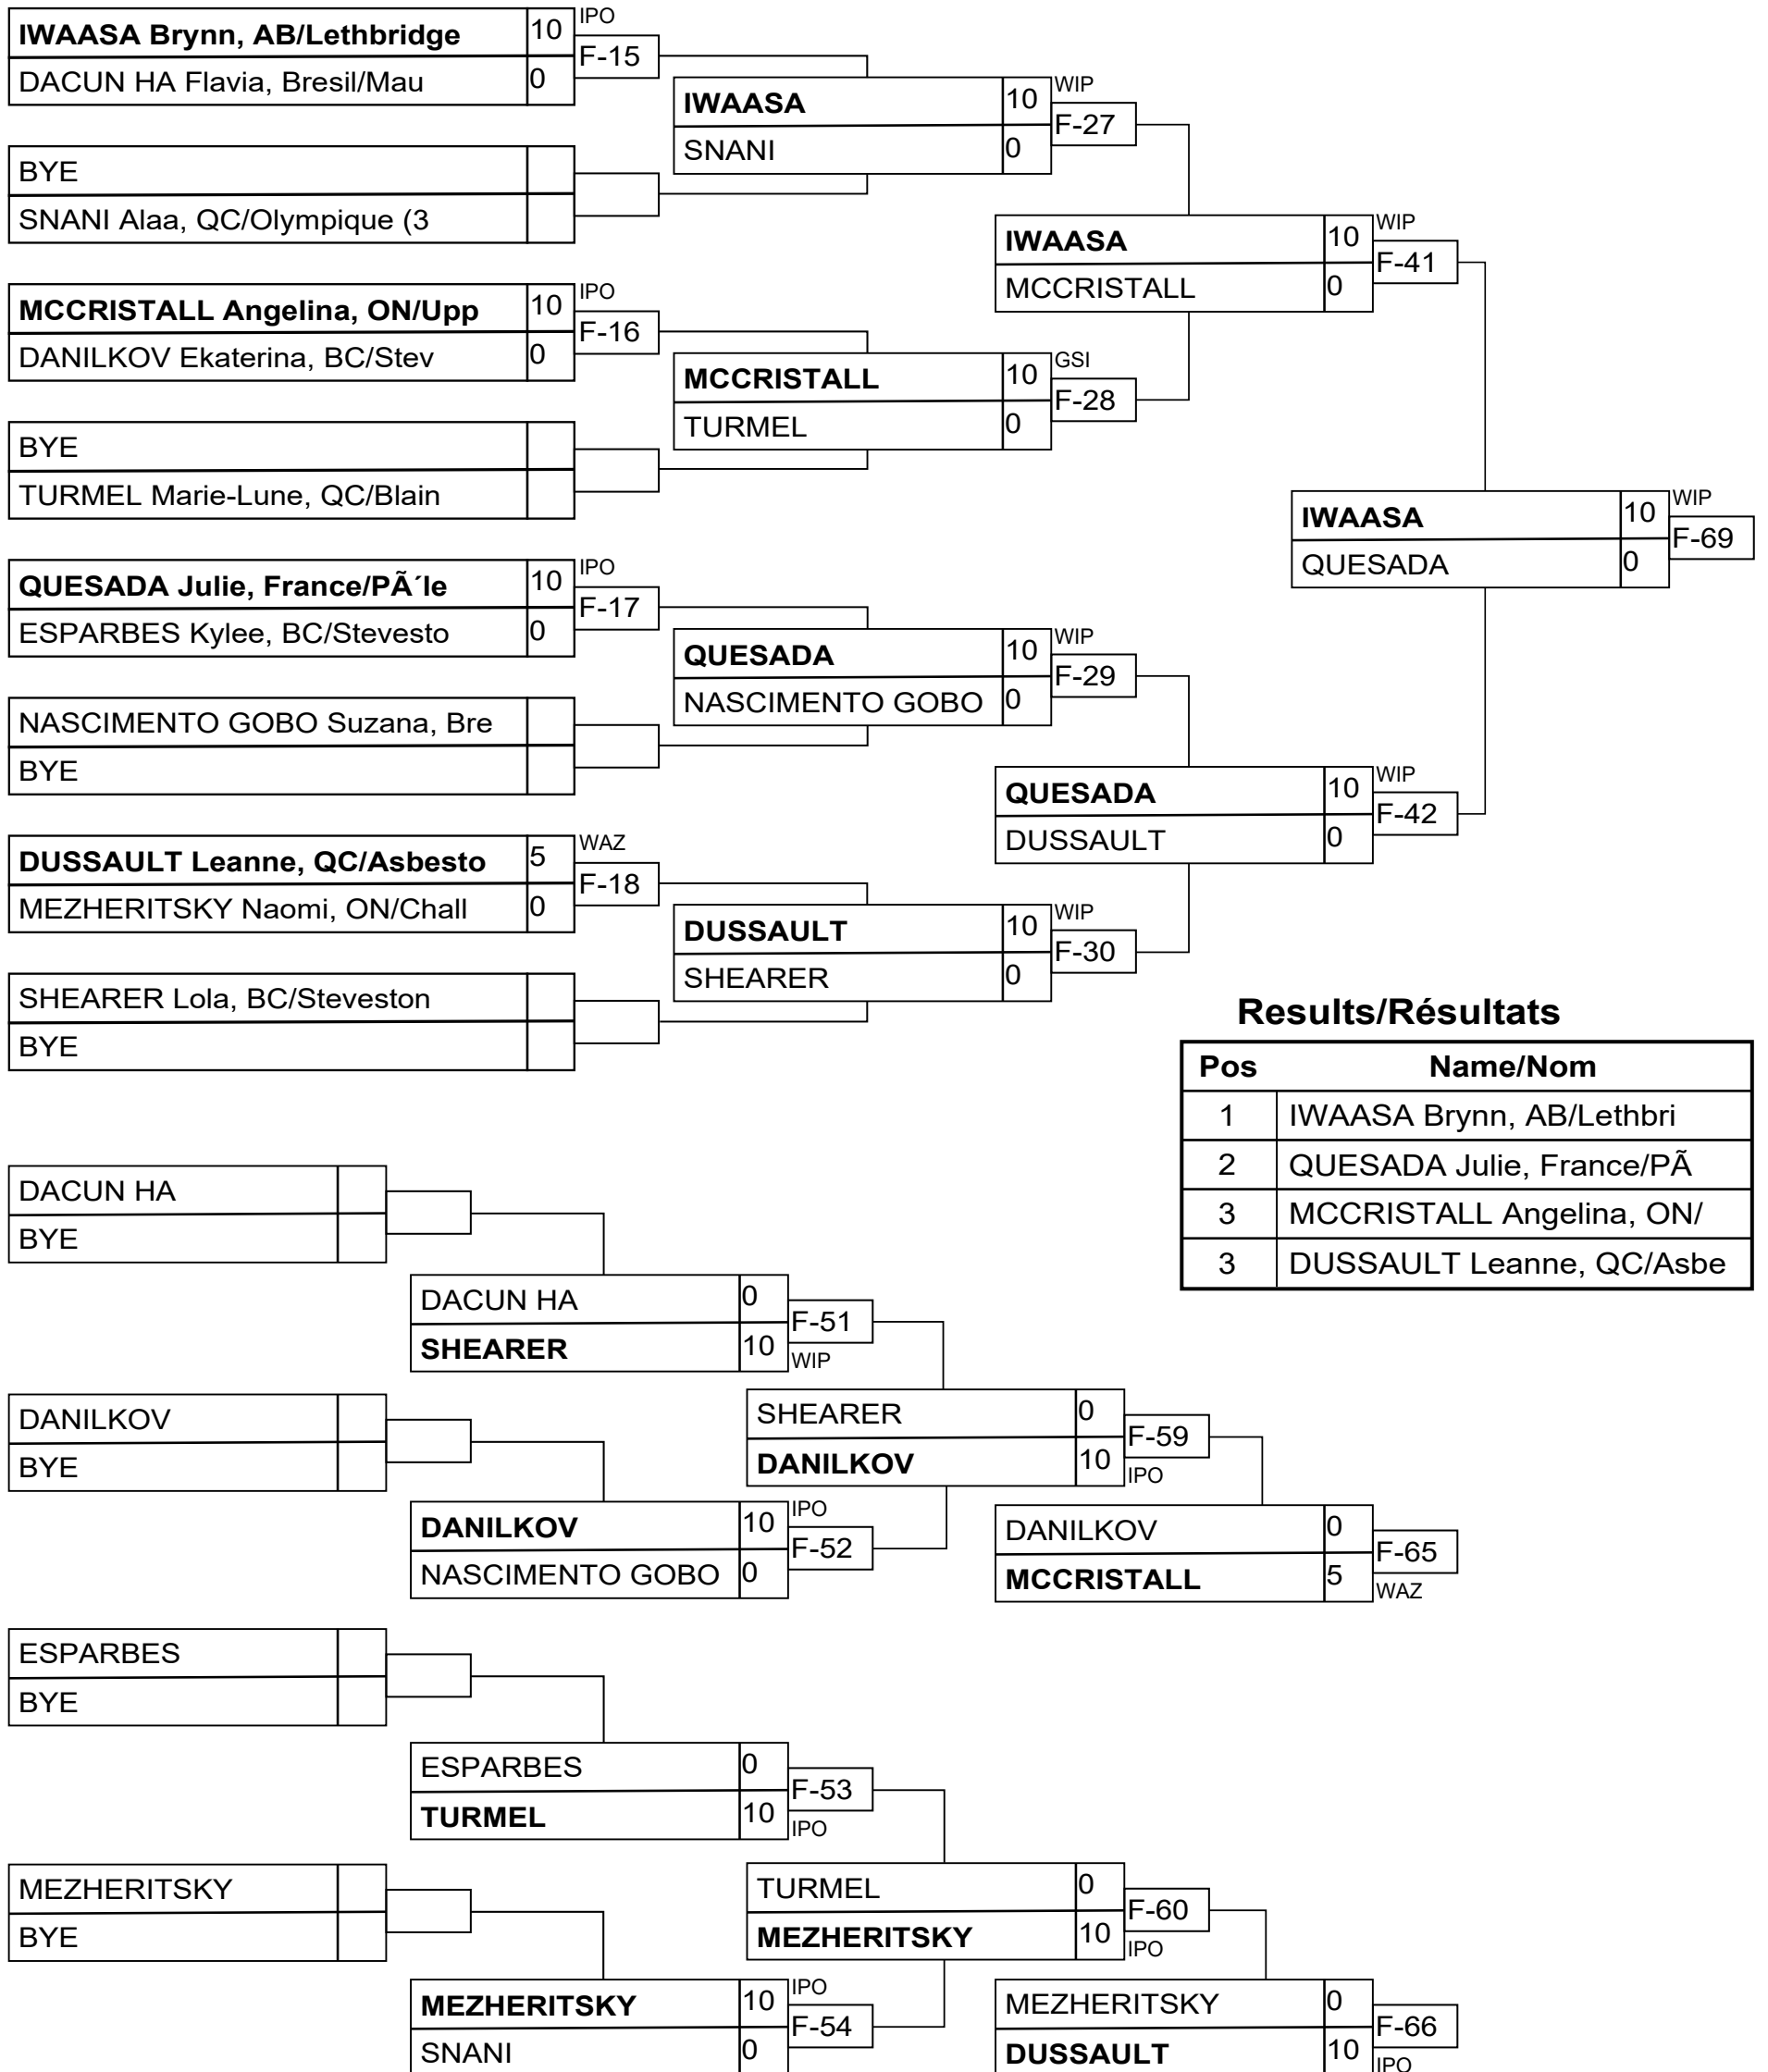 IWAASA Brynn, AB/Lethbridge 10 IPO
F-15
DACUN HA Flavia, Bresil/Mau 0
IWAASA 10 WIP
F-27
SNANI 0
BYE
SNANI Alaa, QC/Olympique (3
IWAASA 10 WIP
F-41
MCCRISTALL 0
MCCRISTALL Angelina, ON/Upp 10 IPO
F-16
DANILKOV Ekaterina, BC/Stev 0
MCCRISTALL 10 GSI
F-28
TURMEL 0
BYE
TURMEL Marie-Lune, QC/Blain
IWAASA 10 WIP
F-69
QUESADA 0
QUESADA Julie, France/PÃ´le 10 IPO
F-17
ESPARBES Kylee, BC/Stevesto 0
QUESADA 10 WIP
F-29
NASCIMENTO GOBO 0
NASCIMENTO GOBO Suzana, Bre
BYE
QUESADA 10 WIP
F-42
DUSSAULT 0
DUSSAULT Leanne, QC/Asbesto 5 WAZ
F-18
MEZHERITSKY Naomi, ON/Chall 0
DUSSAULT 10 WIP
F-30
SHEARER 0
SHEARER Lola, BC/Steveston
BYE
Results/Résultats
Pos Name/Nom
1 IWAASA Brynn, AB/Lethbri
2 QUESADA Julie, France/PÃ
3 MCCRISTALL Angelina, ON/
3 DUSSAULT Leanne, QC/Asbe
DACUN HA
BYE
DACUN HA 0
F-51
SHEARER 10 WIP
DANILKOV
BYE
SHEARER 0
F-59
DANILKOV 10 IPO
DANILKOV 10 IPO
F-52
NASCIMENTO GOBO 0
DANILKOV 0
F-65
MCCRISTALL 5 WAZ
ESPARBES
BYE
ESPARBES 0
F-53
TURMEL 10 IPO
MEZHERITSKY
BYE
TURMEL 0
F-60
MEZHERITSKY 10 IPO
MEZHERITSKY 10 IPO
F-54
SNANI 0
MEZHERITSKY 0
F-66
DUSSAULT 10 IPO